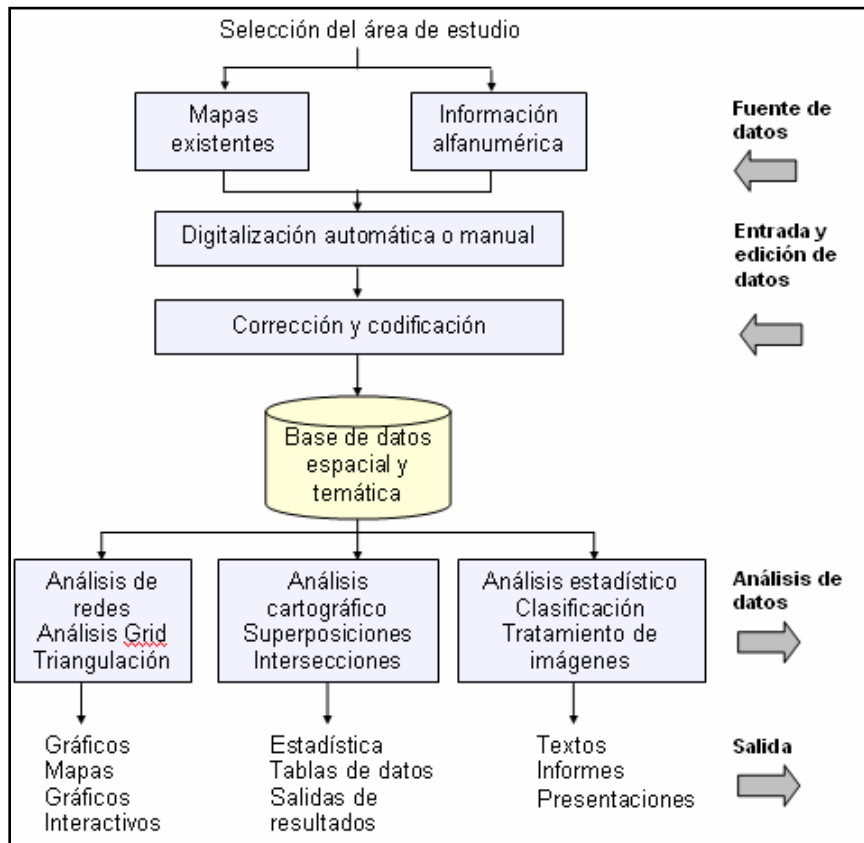 Selección del área de estudio
Mapas
existentes
Información
alfanumérica
Fuente de
datos
Digitalización automática o manual
Entrada y
edición de
datos
Corrección y codificación
Base de datos
espacial y
temática
Análisis de
redes
Análisis Grid
Triangulación
Análisis
cartográfico
Superposiciones
Intersecciones
Análisis estadístico
Clasificación
Tratamiento de
imágenes
Análisis de
datos
Gráficos
Mapas
Gráficos
Interactivos
Estadística
Tablas de datos
Salidas de
resultados
Textos
Informes
Presentaciones
Salida